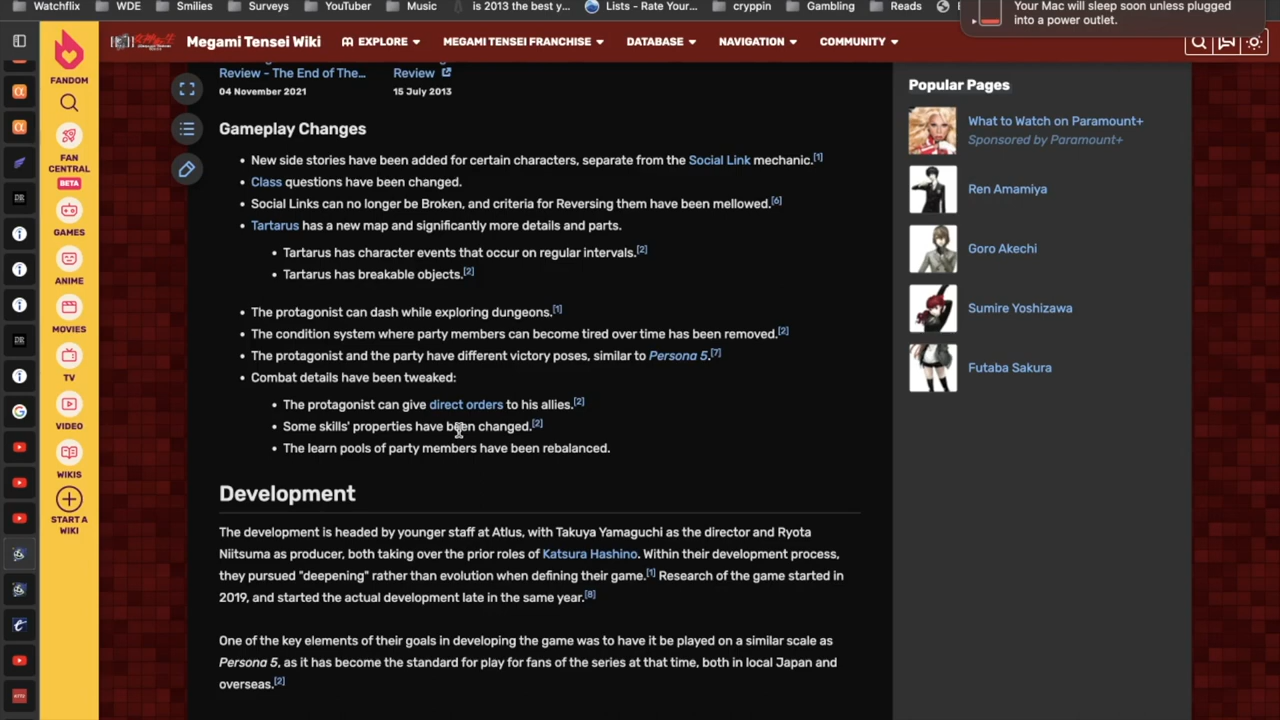 Watchflix
WDE
Smilies
Surveys
YouTuber
Music
is 2013 the best y...
Lists - Rate Your...
cryppin
Gambling
Reads
Your Mac will sleep soon unless plugged
into a power outlet.
FANDOM
Megami Tensei Wiki
EXPLORE
MEGAMI TENSEI FRANCHISE
DATABASE
NAVIGATION
COMMUNITY
FAN
CENTRAL
BETA
GAMES
ANIME
MOVIES
TV
VIDEO
WIKIS
START A
WIKI
Review - The End of The...
04 November 2021
Review
15 July 2013
Gameplay Changes
• New side stories have been added for certain characters, separate from the Social Link mechanic.[1]
• Class questions have been changed.
• Social Links can no longer be Broken, and criteria for Reversing them have been mellowed.[6]
• Tartarus has a new map and significantly more details and parts.
• Tartarus has character events that occur on regular intervals.[2]
• Tartarus has breakable objects.[2]
• The protagonist can dash while exploring dungeons.[1]
• The condition system where party members can become tired over time has been removed.[2]
• The protagonist and the party have different victory poses, similar to Persona 5.[7]
• Combat details have been tweaked:
• The protagonist can give direct orders to his allies.[2]
• Some skills' properties have been changed.[2]
• The learn pools of party members have been rebalanced.
Development
The development is headed by younger staff at Atlus, with Takuya Yamaguchi as the director and Ryota
Niitsuma as producer, both taking over the prior roles of Katsura Hashino. Within their development process,
they pursued "deepening" rather than evolution when defining their game.[1] Research of the game started in
2019, and started the actual development late in the same year.[8]
One of the key elements of their goals in developing the game was to have it be played on a similar scale as
Persona 5, as it has become the standard for play for fans of the series at that time, both in local Japan and
overseas.[2]
Popular Pages
What to Watch on Paramount+
Sponsored by Paramount+
Ren Amamiya
Goro Akechi
Sumire Yoshizawa
Futaba Sakura